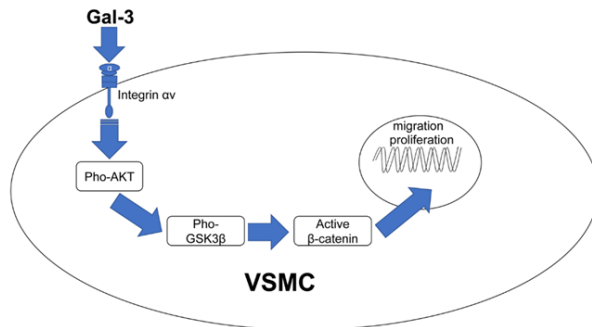 Gal-3
α
Integrin αv
migration
proliferation
Pho-AKT
Pho-
GSK3β
Active
β-catenin
VSMC